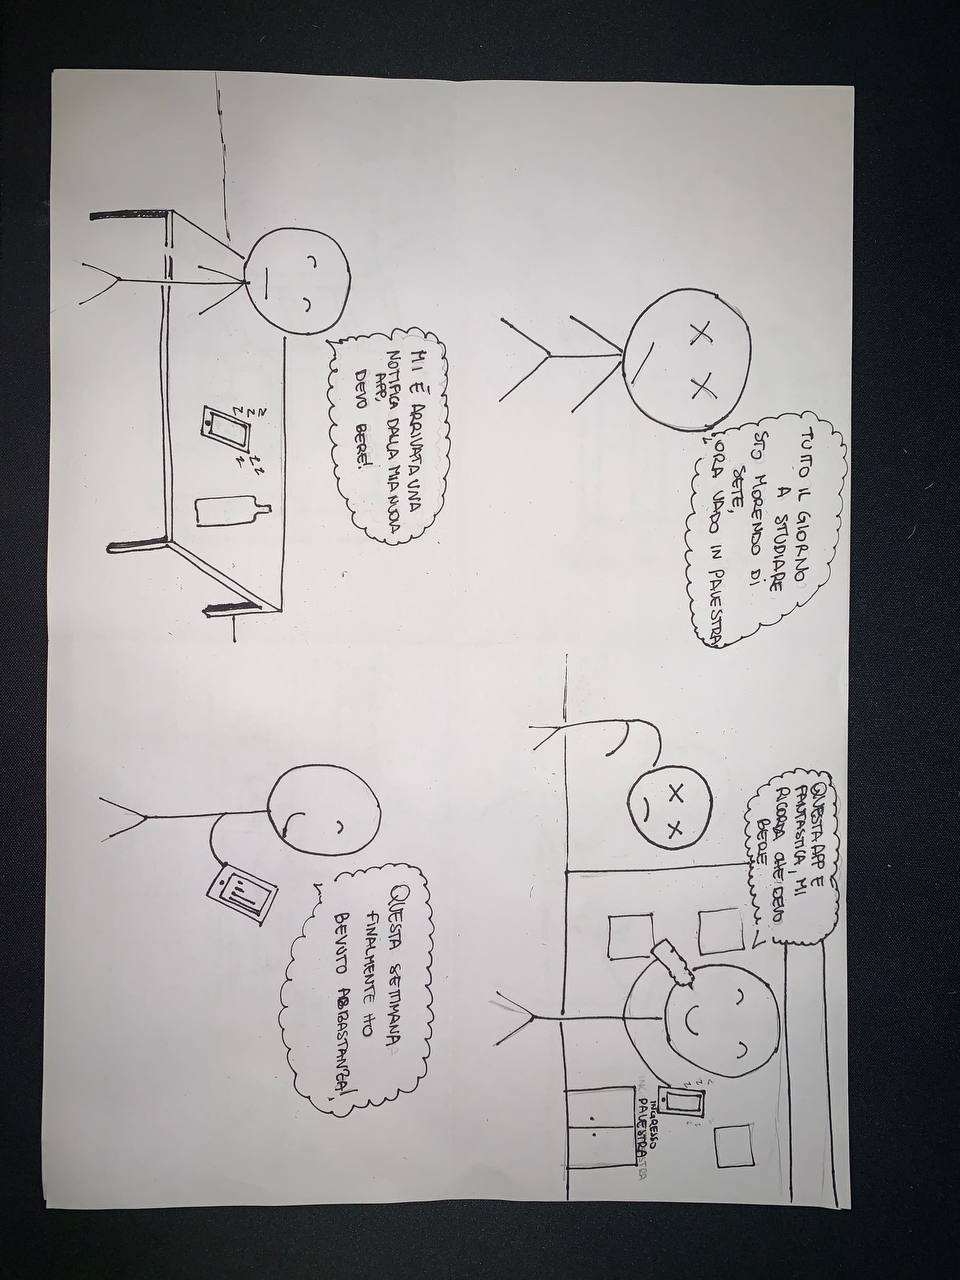 TUTTO IL GIORNO
A STUDIARE
STO MORENDO DI
SETE,
ORA VADO IN PALESTRA
QUESTA APP E
FANTASTICA, MI
RICORDA CHE DEVO
BERE
INGRESSO
PALESTRA
MI È ARRIVATA UNA
NOTIFICA DALLA MIA NUOVA
APP,
DEVO BERE!
QUESTA SETTIMANA
FINALMENTE HO
BEVUTO ABBASTANZA!